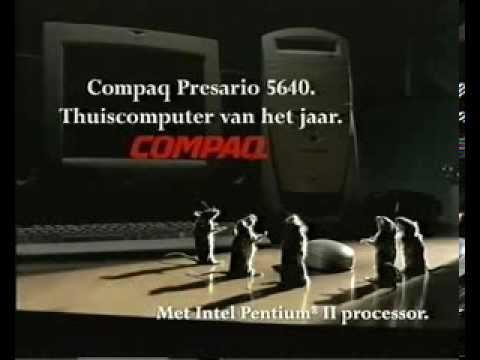 Compaq Presario 5640.
Thuiscomputer van het jaar.
COMPAQ
Met Intel Pentium® II processor.